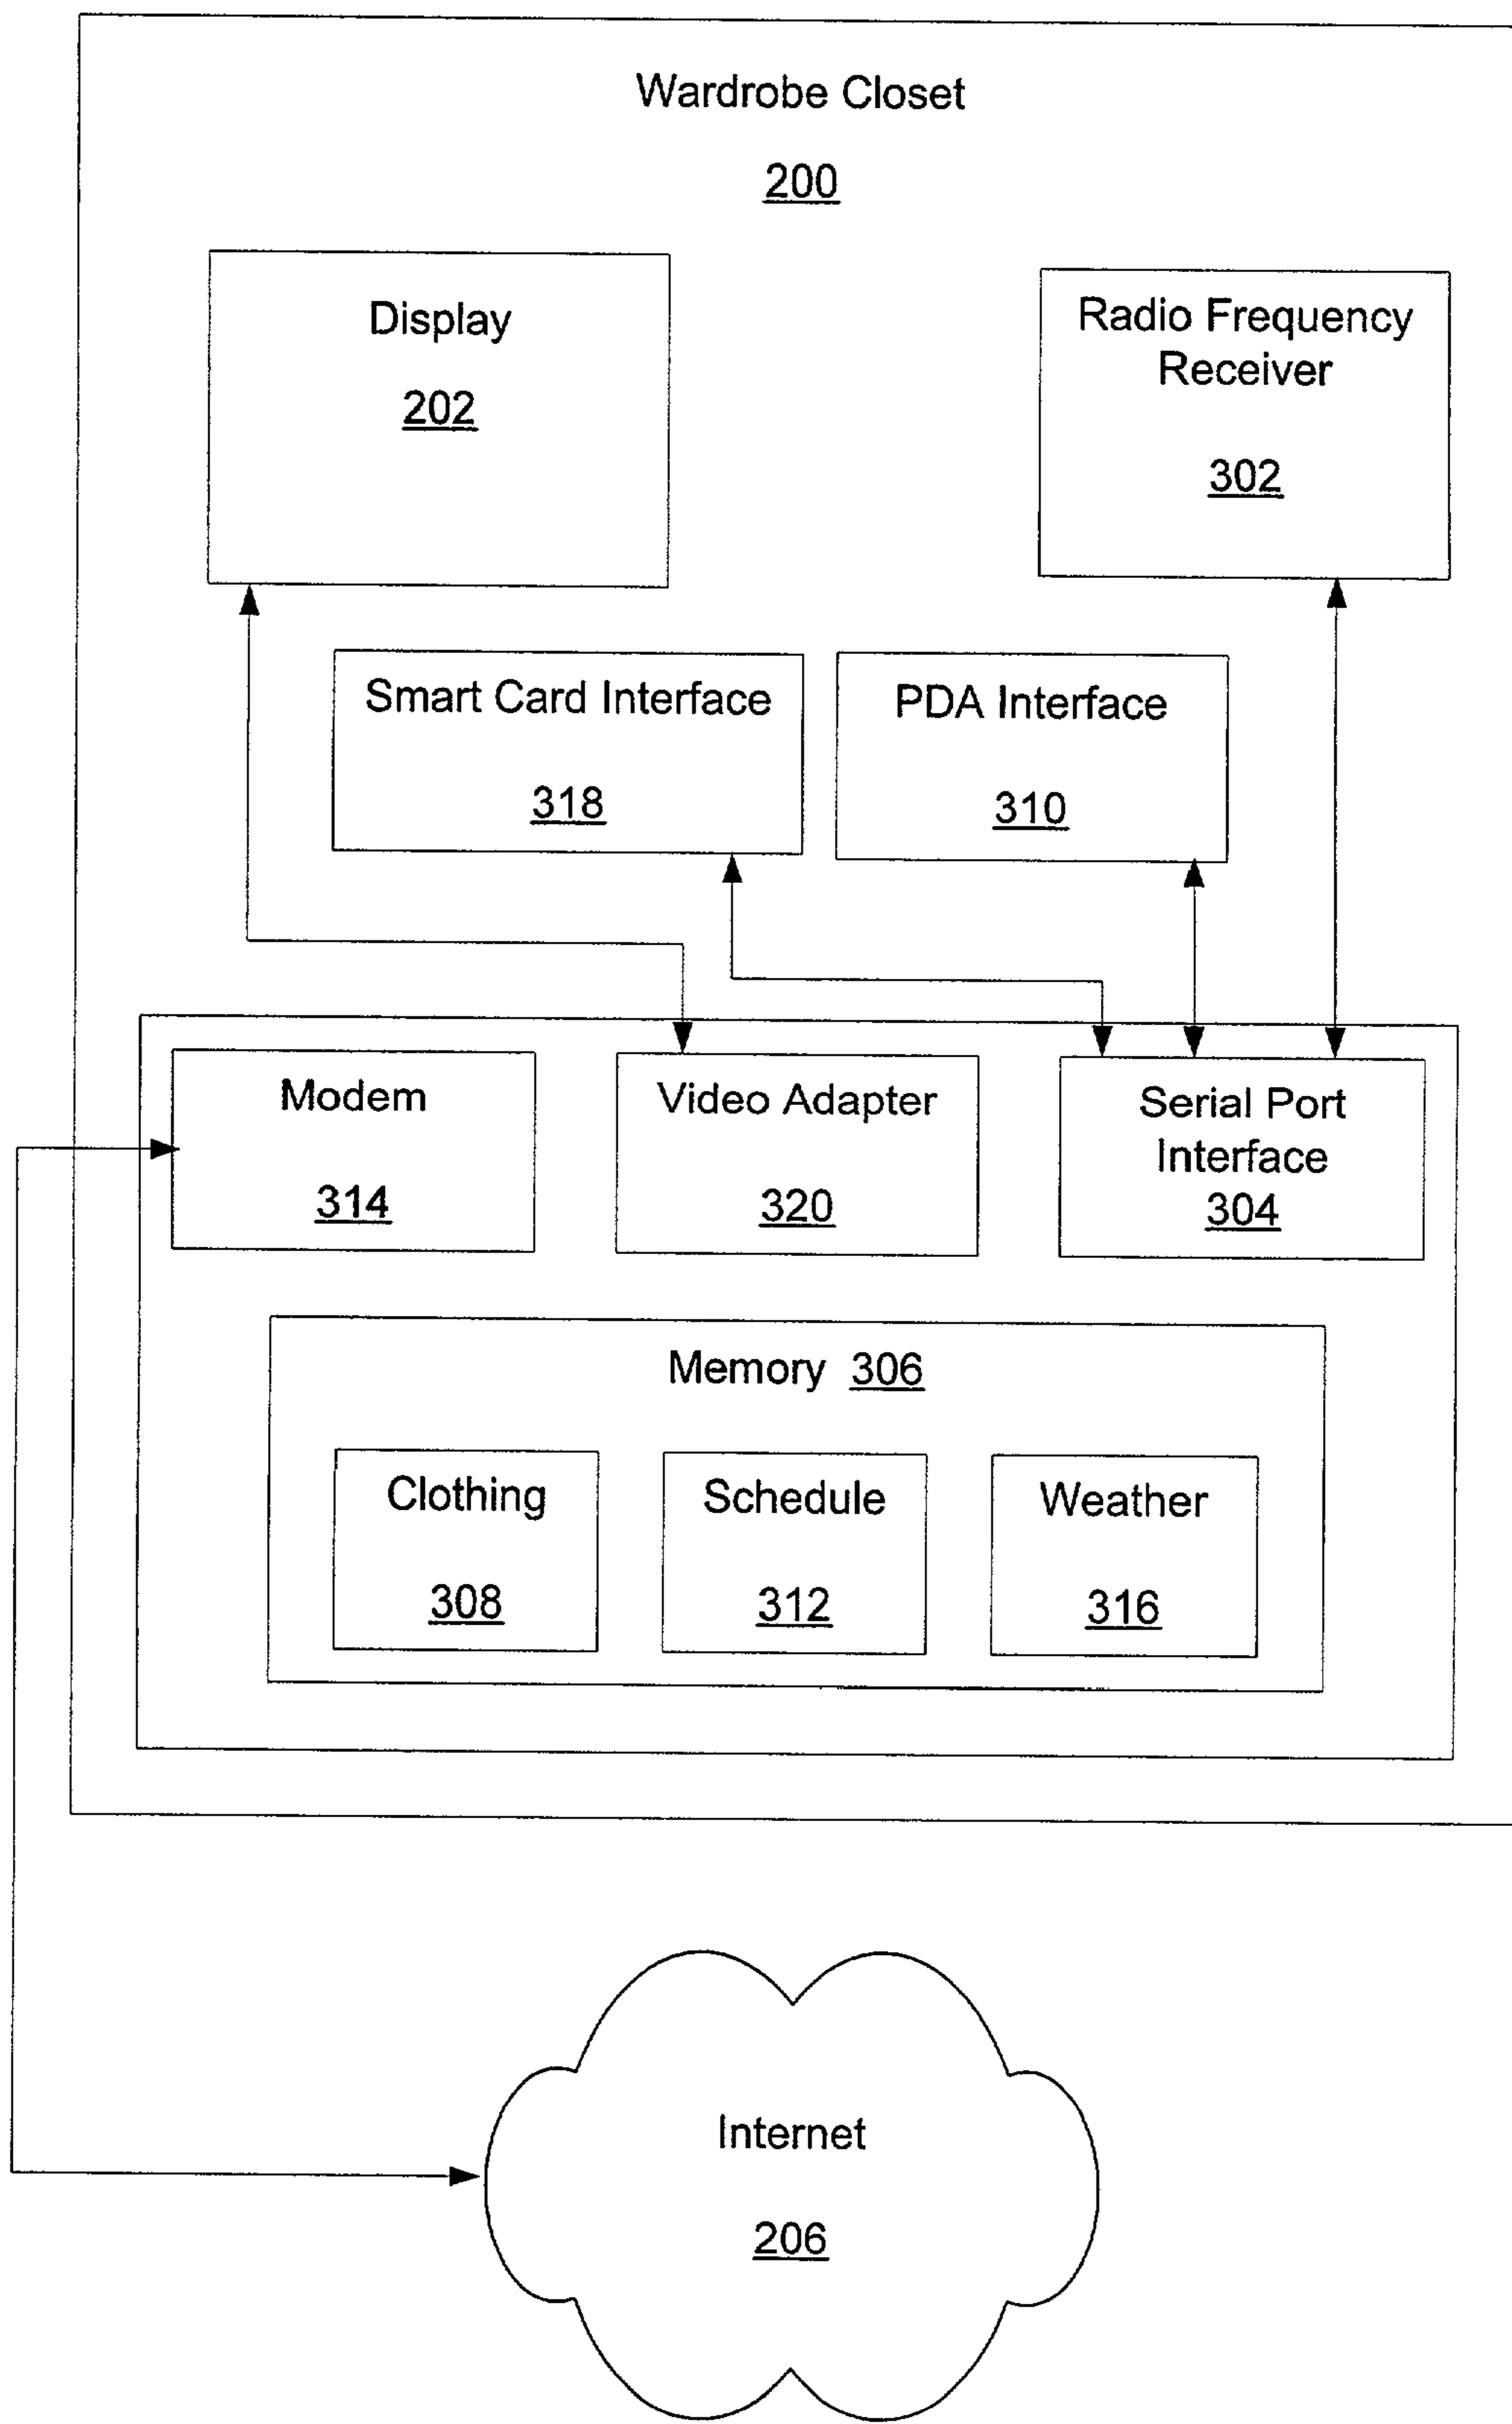 Wardrobe Closet
200
Display
202
Radio Frequency
Receiver
302
Smart Card Interface
318
PDA Interface
310
Modem
314
Video Adapter
320
Serial Port
Interface
304
Memory 306
Clothing
308
Schedule
312
Weather
316
Internet
206